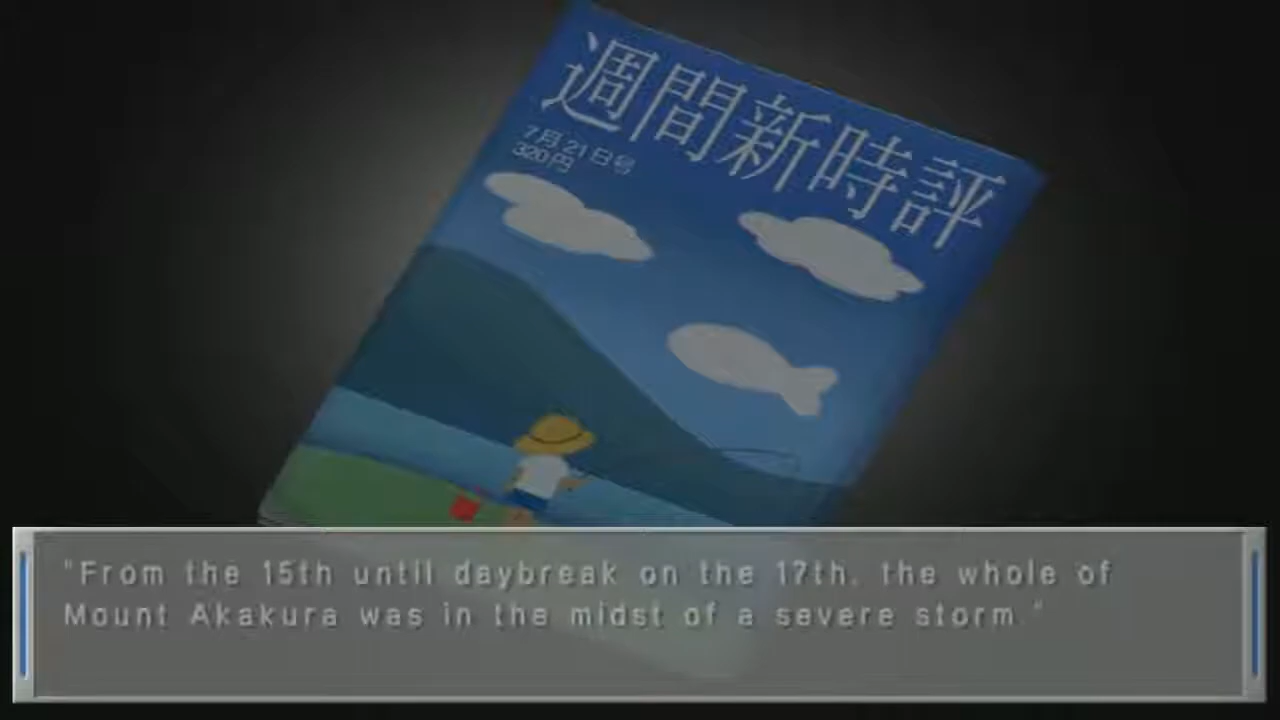 週間新時評
7月21日号
320円
"From the 15th until daybreak on the 17th, the whole of
Mount Akakura was in the midst of a severe storm."